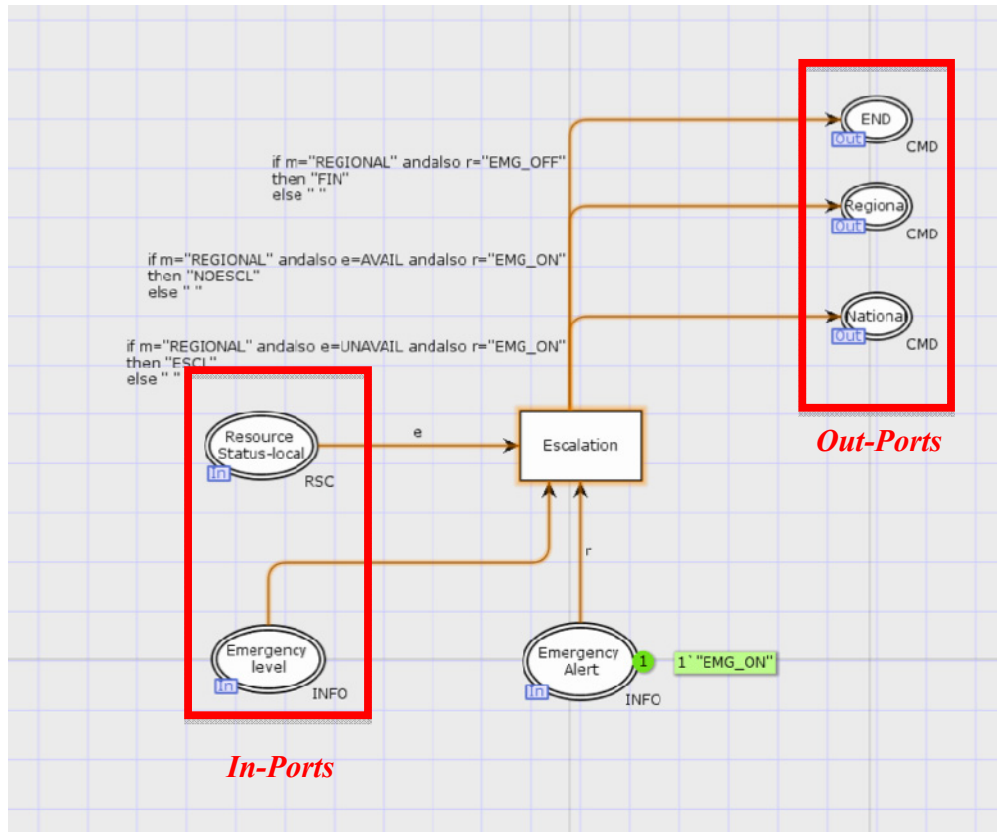 END
Out
CMD
if m="REGIONAL" andalso r="EMG_OFF"
then "FIN"
else " "
Regional
Out
CMD
if m="REGIONAL" andalso e=AVAIL andalso r="EMG_ON"
then "NOESCL"
else " "
National
Out
CMD
if m="REGIONAL" andalso e=UNAVAIL andalso r="EMG_ON"
then "ESCL"
else " "
Out-Ports
Resource
Status-local
In
RSC
e
Escalation
r
Emergency
level
In
INFO
Emergency
Alert
In
INFO
1
1`"EMG_ON"
In-Ports